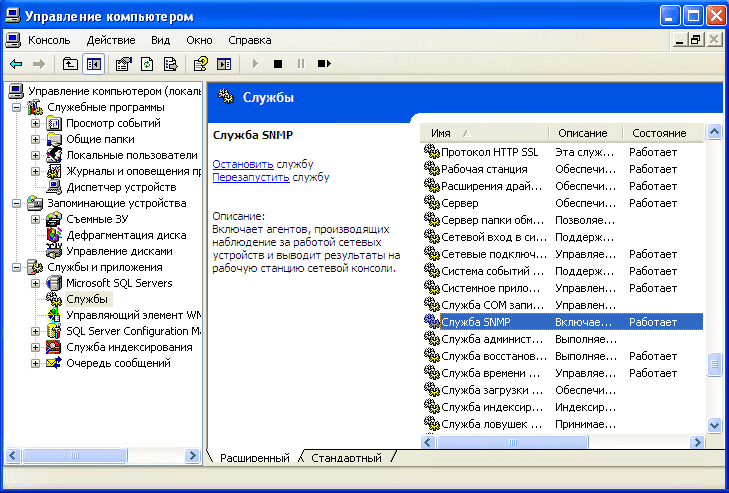 Управление компьютером
Консоль Действие Вид Окно Справка
Управление компьютером (локаль
Служебные программы
Просмотр событий
Общие папки
Локальные пользователи
Журналы и оповещения пр
Диспетчер устройств
Запоминающие устройства
Съемные ЗУ
Дефрагментация диска
Управление дисками
Службы и приложения
Microsoft SQL Servers
Службы
Управляющий элемент WM
SQL Server Configuration Ma
Служба индексирования
Очередь сообщений
Службы
Служба SNMP
Остановить службу
Перезапустить службу
Описание:
Включает агентов, производящих
наблюдение за работой сетевых
устройств и выводит результаты на
рабочую станцию сетевой консоли.
Имя Описание Состояние
Протокол HTTP SSL Эта служ... Работает
Рабочая станция Обеспечи... Работает
Расширения драй... Обеспечи... Работает
Сервер Обеспечи... Работает
Сервер папки обм... Позволяе...
Сетевой вход в си... Поддерж...
Сетевые подключ... Управляе... Работает
Система событий ... Поддерж... Работает
Системное прило... Управлен... Работает
Служба COM запи... Управлен...
Служба SNMP Включае... Работает
Служба админист... Выполняе...
Служба восстанов... Выполняе... Работает
Служба времени ... Управляе... Работает
Служба загрузки ... Обеспечи...
Служба индексир... Индексир...
Служба ловушек ... Принимае...
Расширенный Стандартный